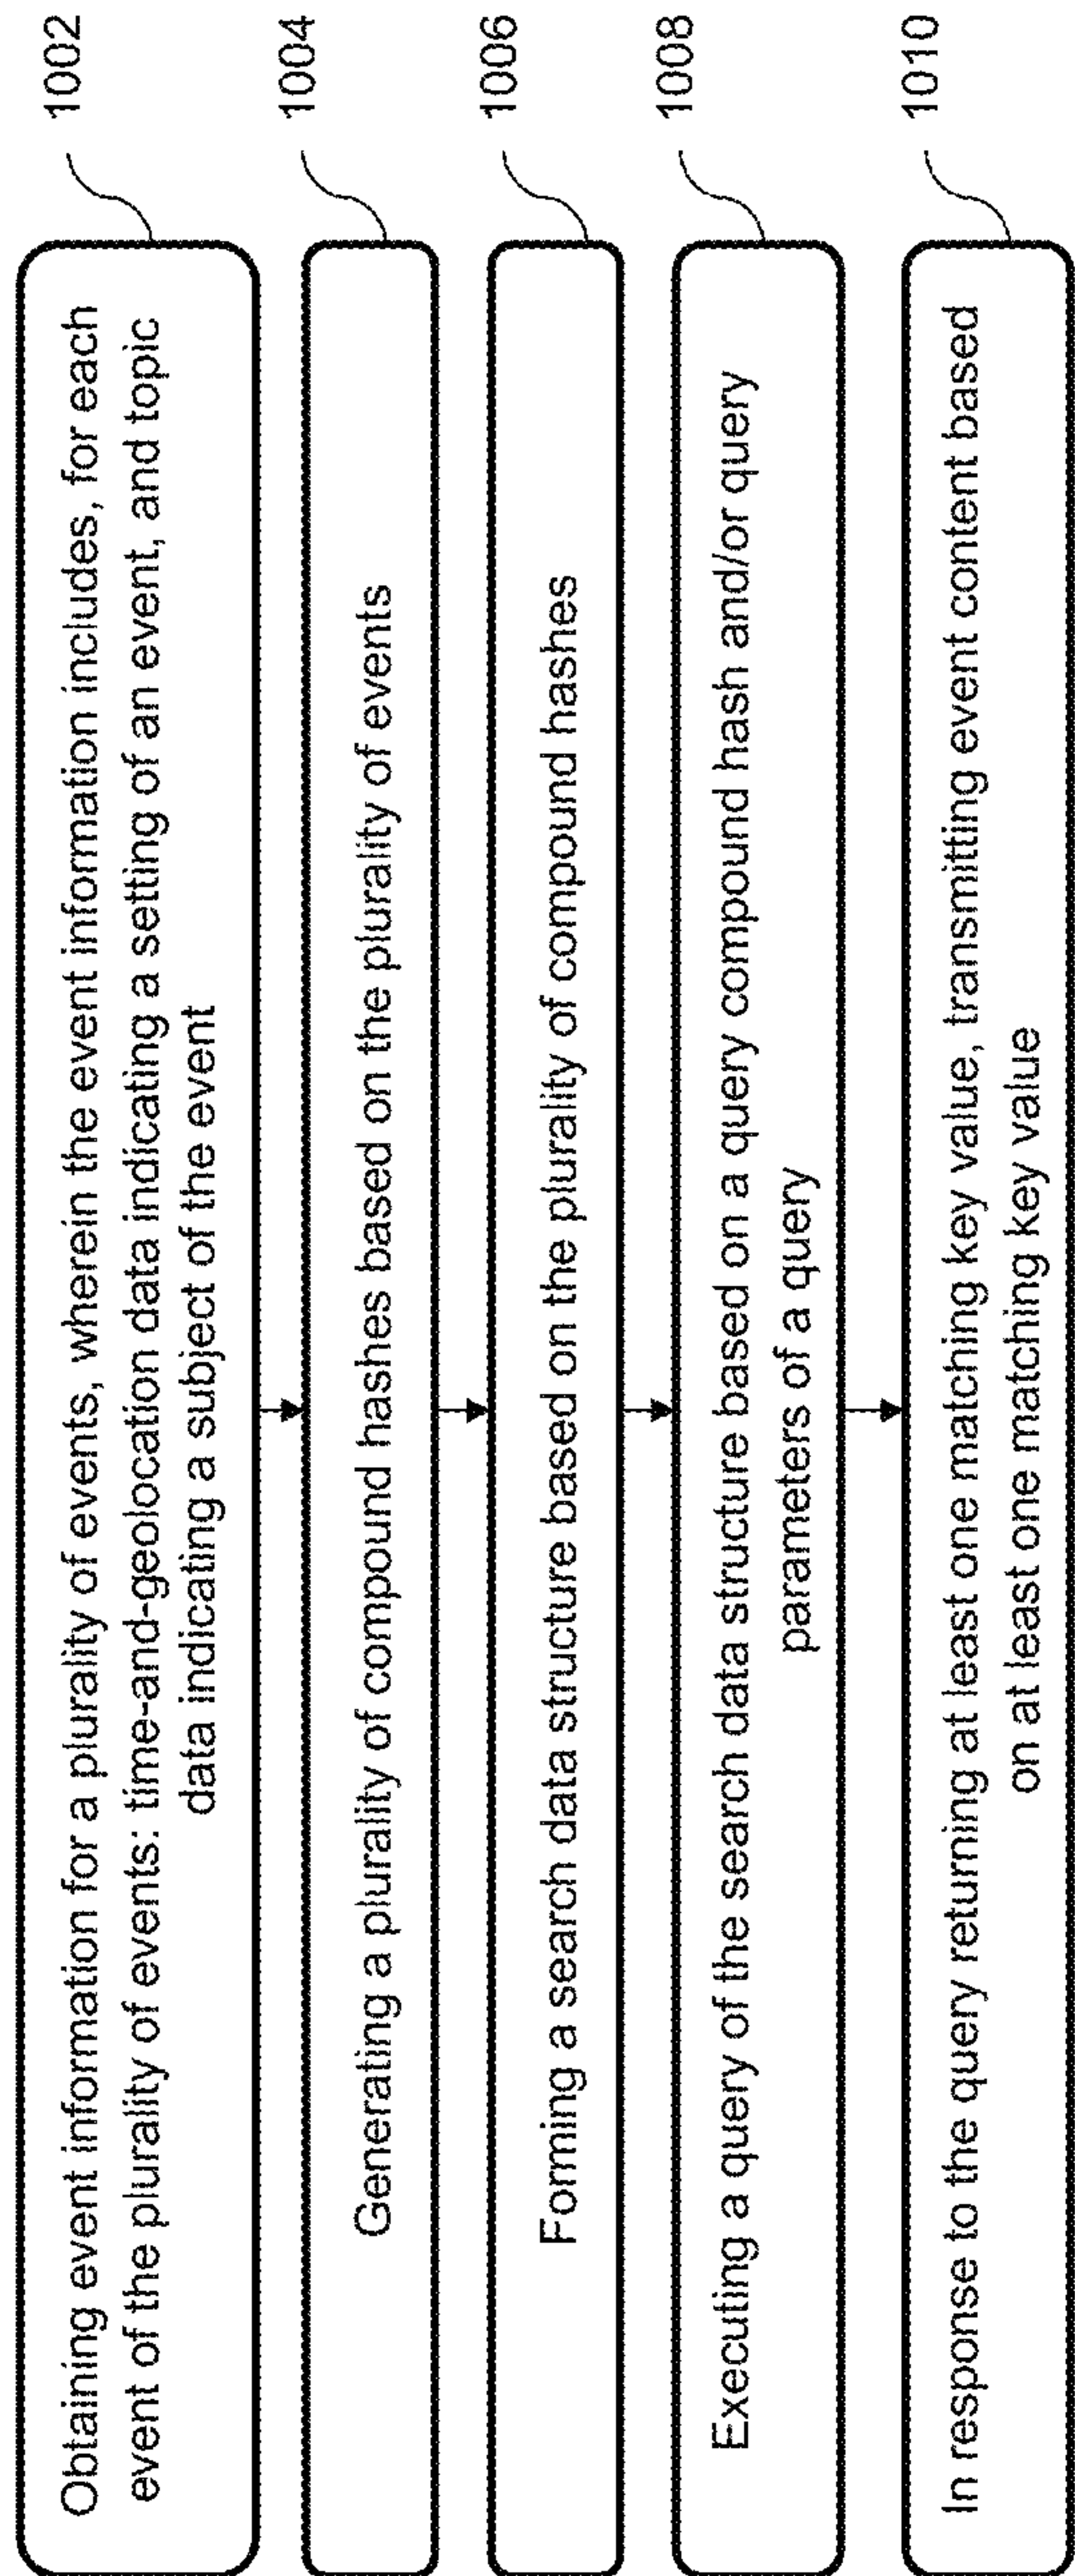 Obtaining event information for a plurality of events, wherein the event information includes, for each
event of the plurality of events: time-and-geolocation data indicating a setting of an event, and topic
data indicating a subject of the event
1002
Generating a plurality of compound hashes based on the plurality of events
1004
Forming a search data structure based on the plurality of compound hashes
1006
Executing a query of the search data structure based on a query compound hash and/or query
parameters of a query
1008
In response to the query returning at least one matching key value, transmitting event content based
on at least one matching key value
1010